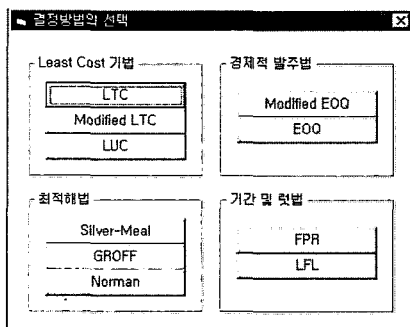 결정방법의 선택
Least Cost 기법
LTC
Modified LTC
LUC
경제적 발주법
Modified EOQ
EOQ
최적해법
Silver-Meal
GROFF
Norman
기간 및 럿법
FPR
LFL